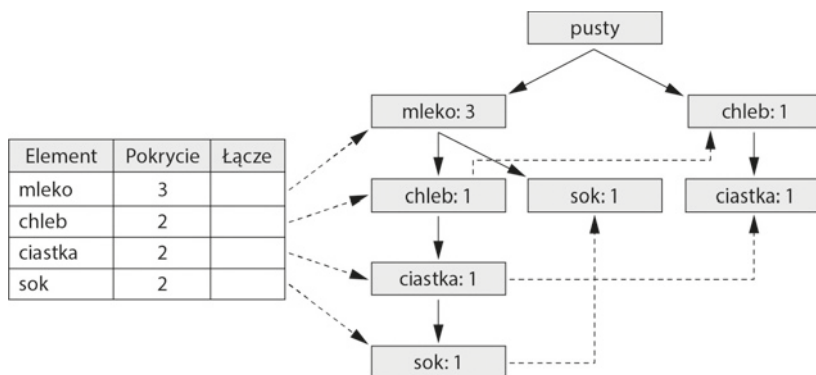 pusty
mleko: 3
chleb: 1
Element Pokrycie Łącze
mleko 3
chleb 2
ciastka 2
sok 2
chleb: 1
sok: 1
ciastka: 1
ciastka: 1
sok: 1